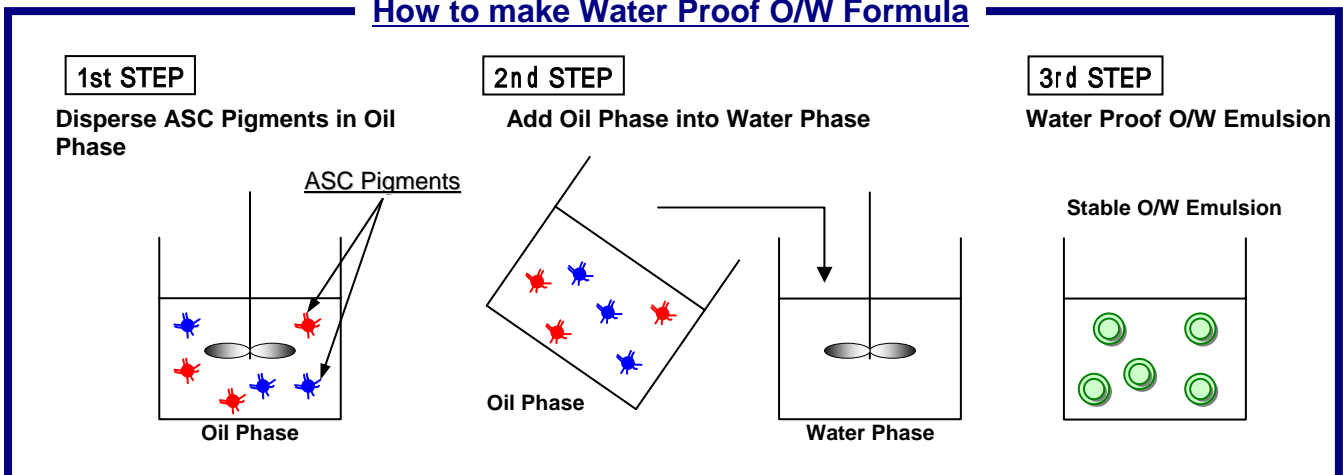 How to make Water Proof O/W Formula
1st STEP
Disperse ASC Pigments in Oil
Phase
ASC Pigments
Oil Phase
2nd STEP
Add Oil Phase into Water Phase
Oil Phase
Water Phase
3rd STEP
Water Proof O/W Emulsion
Stable O/W Emulsion